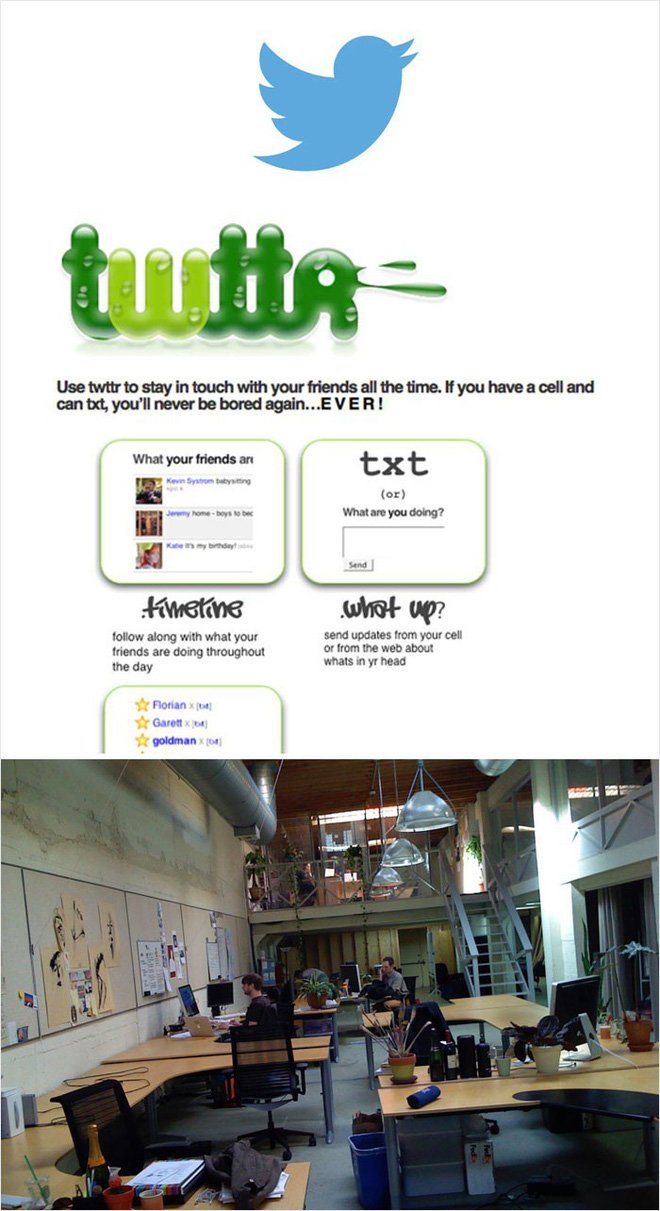 twttr
Use twttr to stay in touch with your friends all the time. If you have a cell and
can txt, you'll never be bored again...E V E R !
What your friends are
Kevin Systrom babysitting
Jeremy home - boys to bed
Katie It's my birthday!
txt
(or)
What are you doing?
Send
.timeline
follow along with what your
friends are doing throughout
the day
.what up?
send updates from your cell
or from the web about
whats in yr head
Florian x [txt]
Garett x [txt]
goldman x [txt]